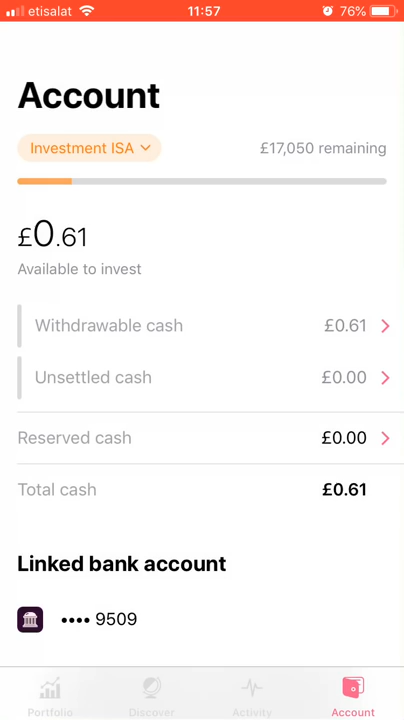 etisalat 11:57 76%
Account
Investment ISA £17,050 remaining
£0.61
Available to invest
Withdrawable cash £0.61
Unsettled cash £0.00
Reserved cash £0.00
Total cash £0.61
Linked bank account
•••• 9509
Portfolio Discover Activity Account